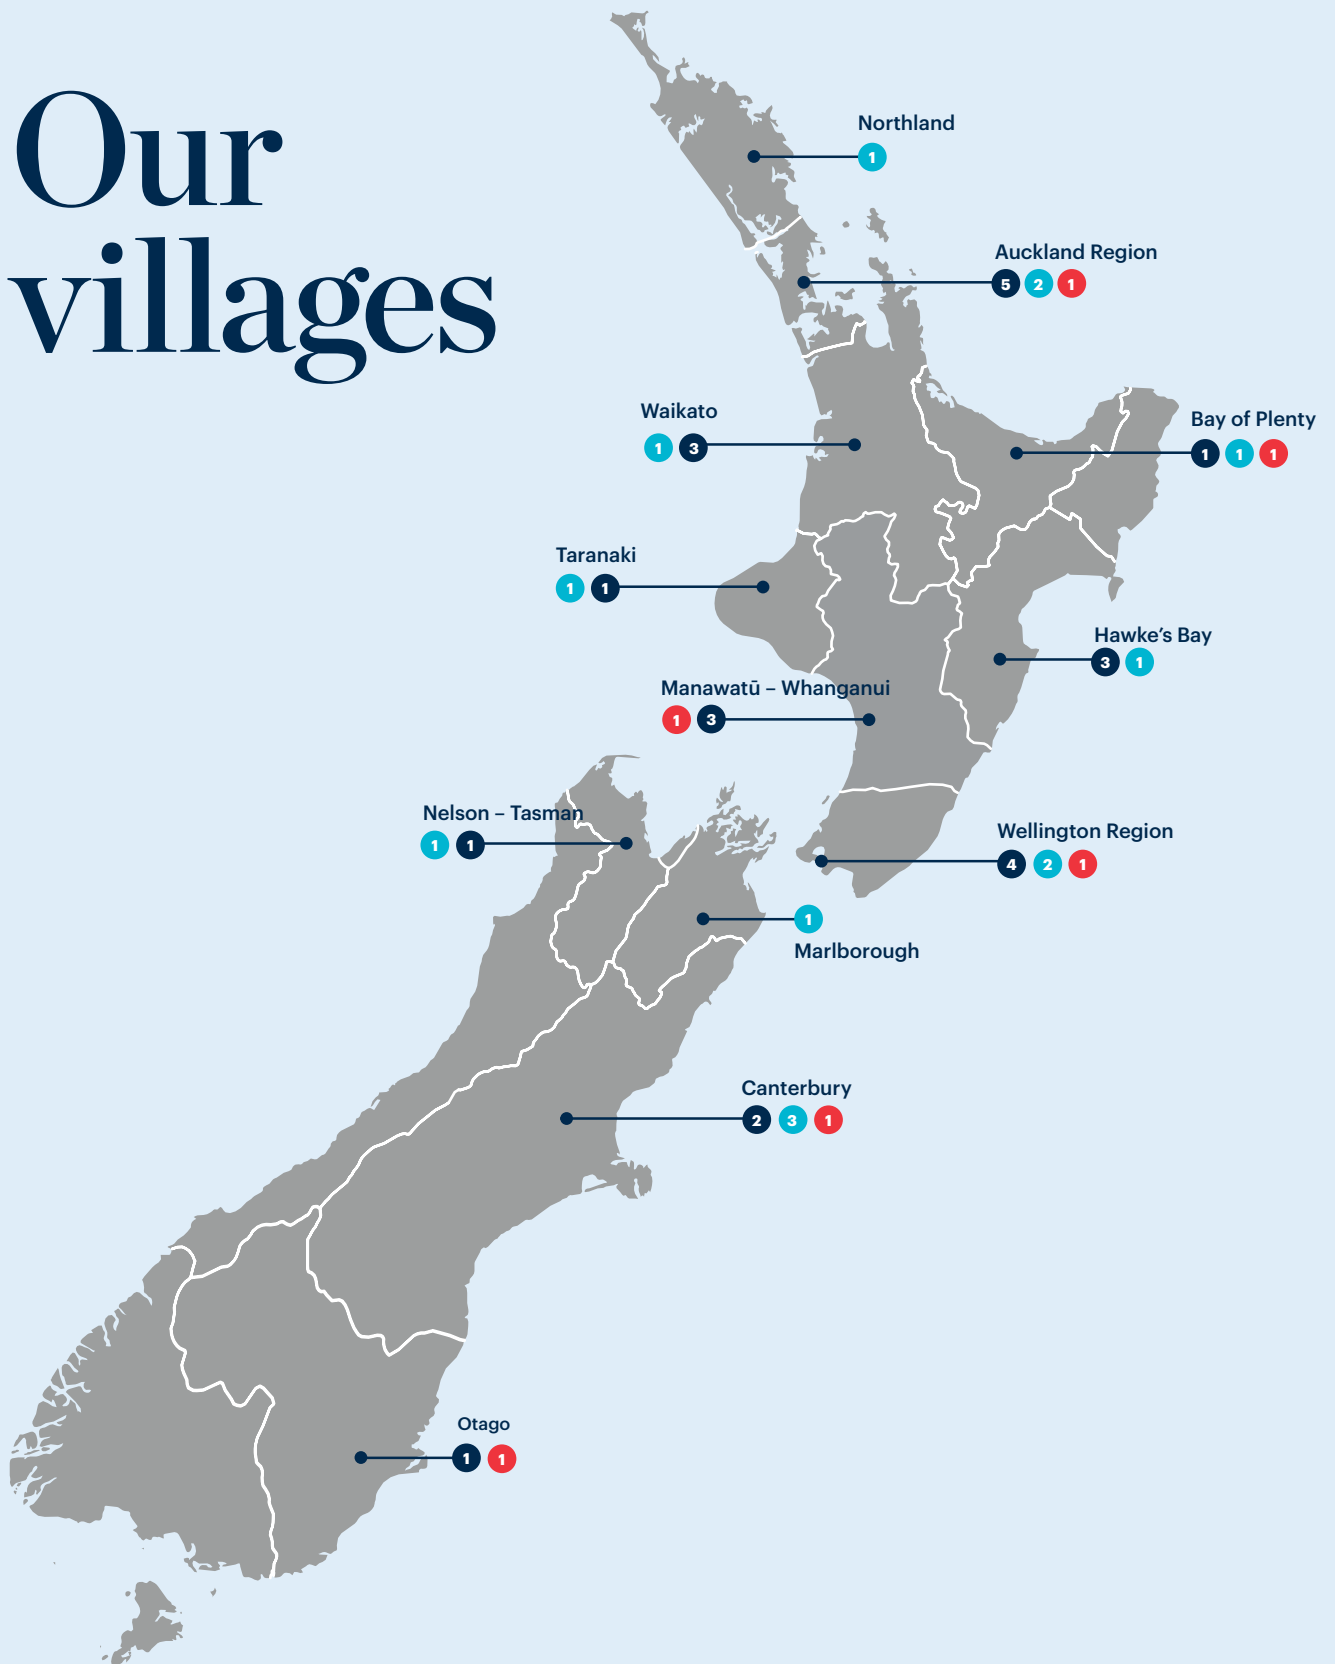 Our
villages
Northland
1
Auckland Region
5 2 1
Waikato
1 3
Bay of Plenty
1 1 1
Taranaki
1 1
Hawke’s Bay
3 1
Manawatū – Whanganui
1 3
Nelson – Tasman
1 1
Wellington Region
4 2 1
1
Marlborough
Canterbury
2 3 1
Otago
1 1